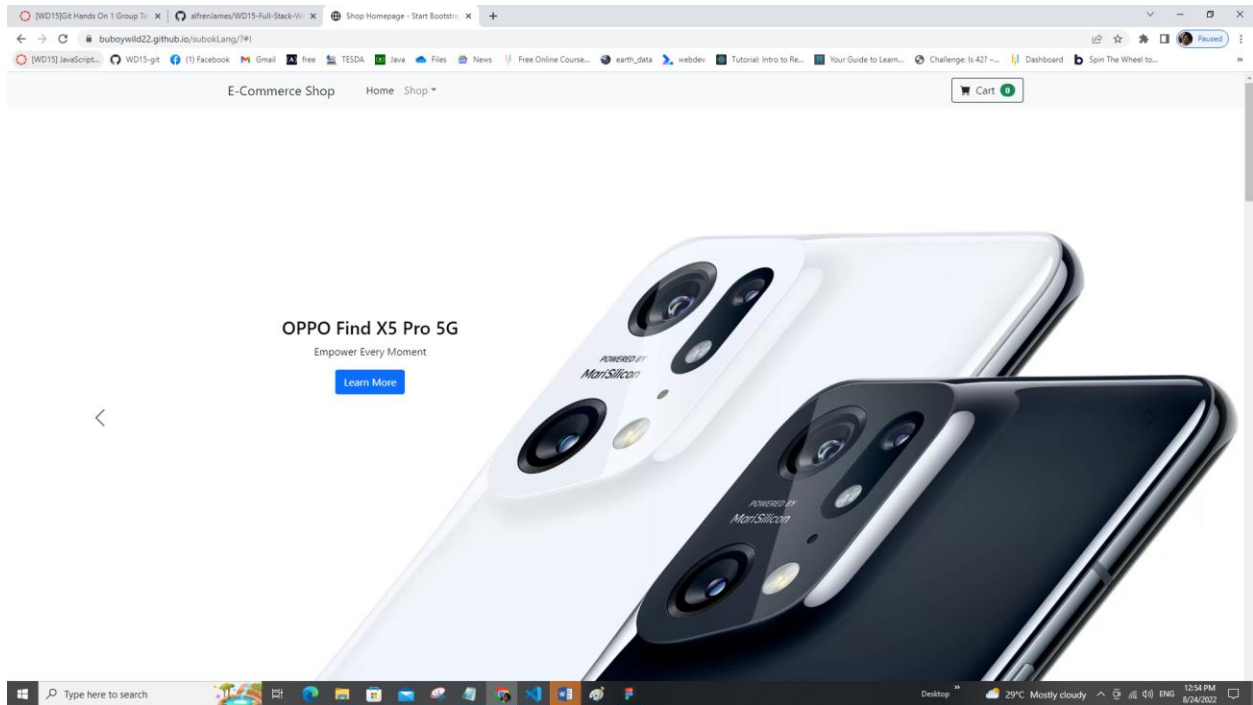 [WD15]Git Hands On 1 Group Ta
alfrenJames/WD15-Full-Stack-Vi
Shop Homepage - Start Bootstra
buboywild22.github.io/subokLang/?#!
Paused
[WD15] JavaScript...
WD15-git
(1) Facebook
Gmail
free
TESDA
Java
Files
News
Free Online Course...
earth_data
webdev
Tutorial: Intro to Re...
Your Guide to Learn...
Challenge: Is 42? –...
Dashboard
Spin The Wheel to...
E-Commerce Shop Home Shop Cart 0
OPPO Find X5 Pro 5G
Empower Every Moment
Learn More
POWERED BY
MariSilicon
POWERED BY
MariSilicon
Type here to search
Desktop
29°C Mostly cloudy
ENG
12:54 PM
8/24/2022